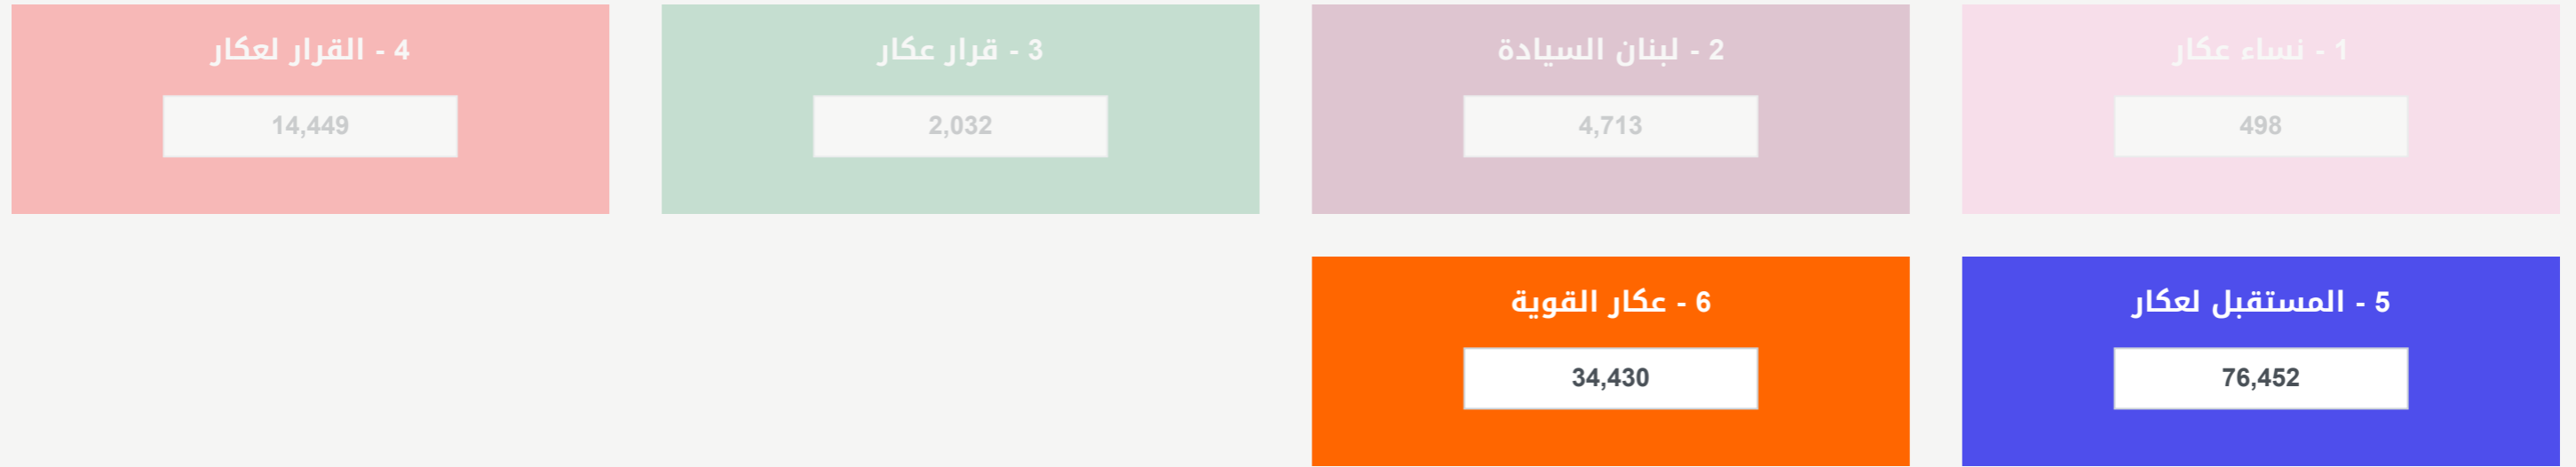 1 - نساء عكار
498
2 - لبنان السيادة
4,713
3 - قرار عكار
2,032
4 - القرار لعكار
14,449
5 - المستقبل لعكار
76,452
6 - عكار القوية
34,430